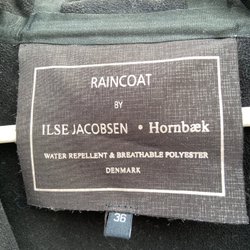 RAINCOAT
BY
ILSE JACOBSEN • Hornbæk
WATER REPELLENT & BREATHABLE POLYESTER
DENMARK
36